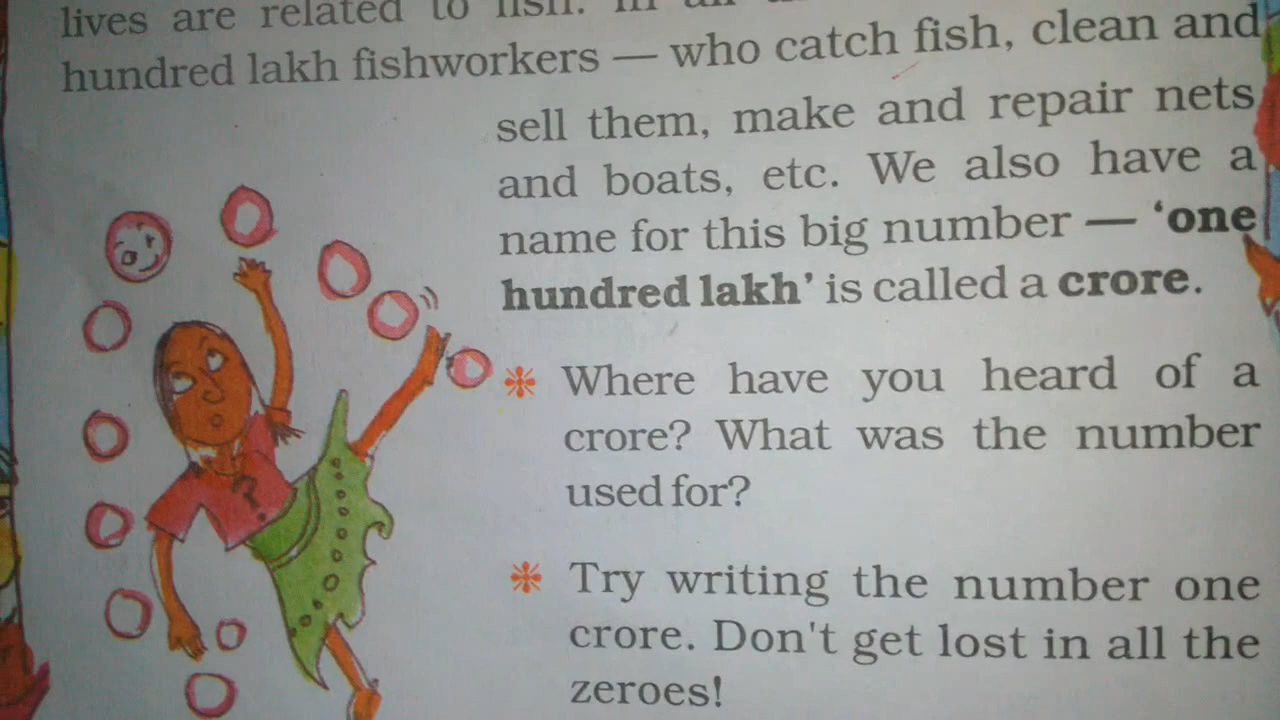 lives are related to fish. In all
hundred lakh fishworkers — who catch fish, clean and
sell them, make and repair nets
and boats, etc. We also have a
name for this big number — ‘one
hundred lakh’ is called a crore.
❉ Where have you heard of a
crore? What was the number
used for?
❉ Try writing the number one
crore. Don't get lost in all the
zeroes!
?